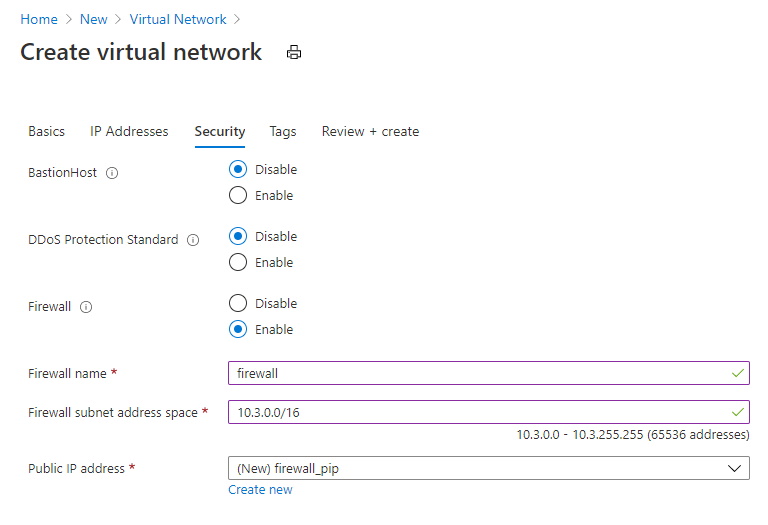 Home > New > Virtual Network >
Create virtual network
Basics IP Addresses Security Tags Review + create
BastionHost
Disable
Enable
DDoS Protection Standard
Disable
Enable
Firewall
Disable
Enable
Firewall name * firewall
Firewall subnet address space * 10.3.0.0/16
10.3.0.0 - 10.3.255.255 (65536 addresses)
Public IP address * (New) firewall_pip
Create new